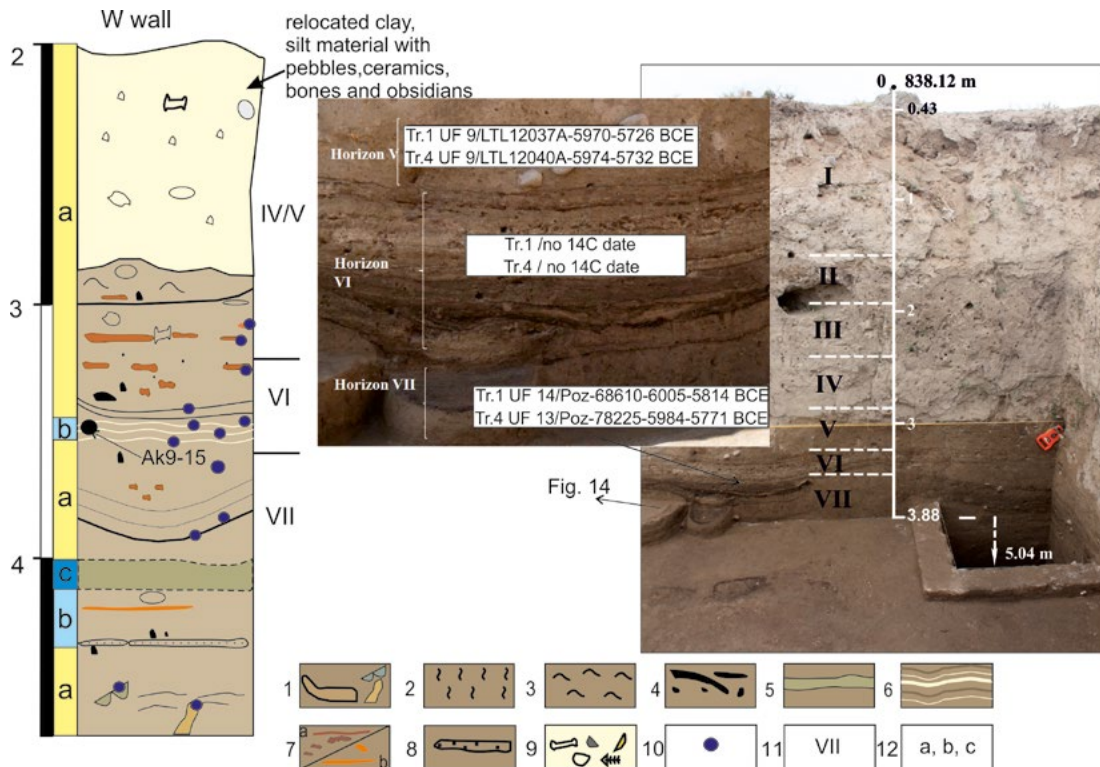 W wall
relocated clay,
silt material with
pebbles,ceramics,
bones and obsidians
2
3
4
a
b
a
c
b
a
IV/V
VI
VII
Ak9-15
Horizon V
Tr.1 UF 9/LTL12037A-5970-5726 BCE
Tr.4 UF 9/LTL12040A-5974-5732 BCE
Horizon
VI
Tr.1 /no 14C date
Tr.4 / no 14C date
Horizon VII
Tr.1 UF 14/Poz-68610-6005-5814 BCE
Tr.4 UF 13/Poz-78225-5984-5771 BCE
Fig. 14
0 838.12 m
0.43
I
1
II
2
III
IV
3
V
VI
VII
3.88
5.04 m
1
2
3
4
5
6
7 a b
8
9
10
11 VII
12 a, b, c